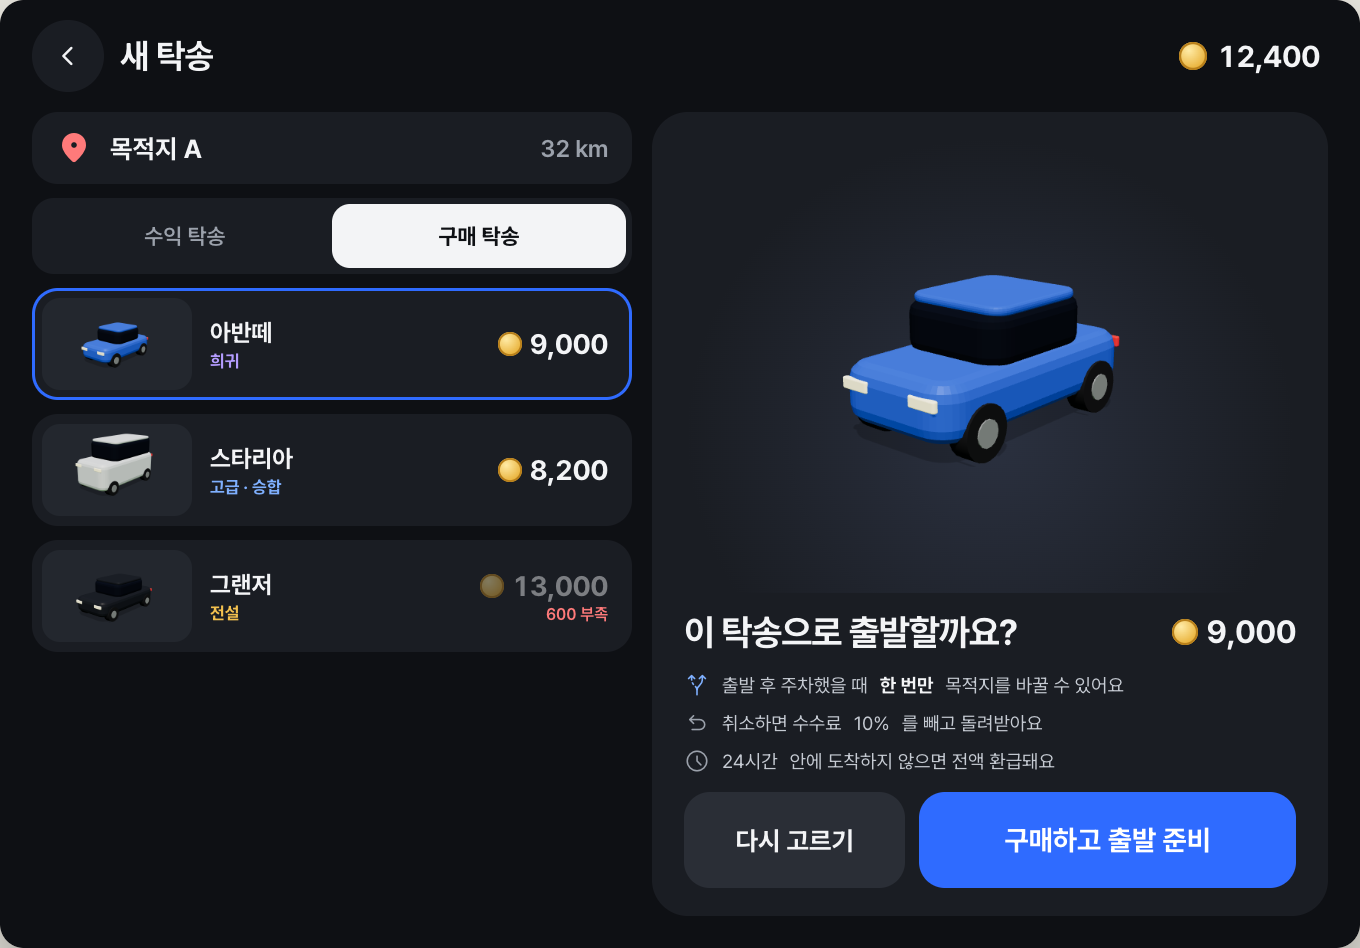 새 탁송
12,400
목적지 A
32 km
수익 탁송
구매 탁송
아반떼
희귀
9,000
스타리아
고급 · 승합
8,200
그랜저
전설
13,000
600 부족
이 탁송으로 출발할까요?
9,000
출발 후 주차했을 때 한 번만 목적지를 바꿀 수 있어요
취소하면 수수료 10% 를 빼고 돌려받아요
24시간 안에 도착하지 않으면 전액 환급돼요
다시 고르기
구매하고 출발 준비